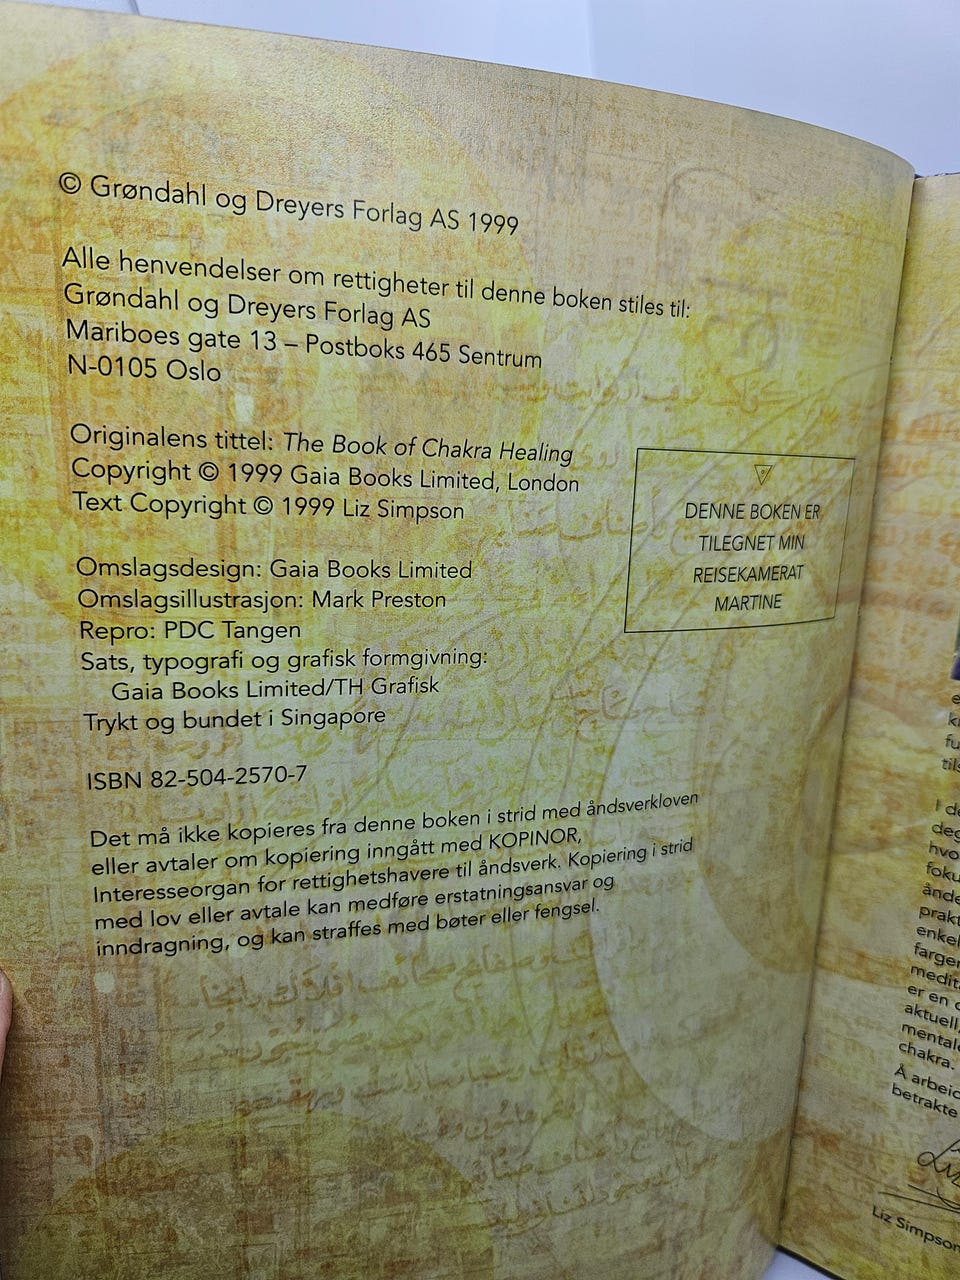 © Grøndahl og Dreyers Forlag AS 1999
Alle henvendelser om rettigheter til denne boken stiles til:
Grøndahl og Dreyers Forlag AS
Mariboes gate 13 – Postboks 465 Sentrum
N-0105 Oslo
Originalens tittel: The Book of Chakra Healing
Copyright © 1999 Gaia Books Limited, London
Text Copyright © 1999 Liz Simpson
Omslagsdesign: Gaia Books Limited
Omslagsillustrasjon: Mark Preston
Repro: PDC Tangen
Sats, typografi og grafisk formgivning:
Gaia Books Limited/TH Grafisk
Trykt og bundet i Singapore
ISBN 82-504-2570-7
Det må ikke kopieres fra denne boken i strid med åndsverkloven
eller avtaler om kopiering inngått med KOPINOR,
Interesseorgan for rettighetshavere til åndsverk. Kopiering i strid
med lov eller avtale kan medføre erstatningsansvar og
inndragning, og kan straffes med bøter eller fengsel.
DENNE BOKEN ER
TILEGNET MIN
REISEKAMERAT
MARTINE
I de
er en
chakra.
Å arbeid
betrakte
Liz Simpson